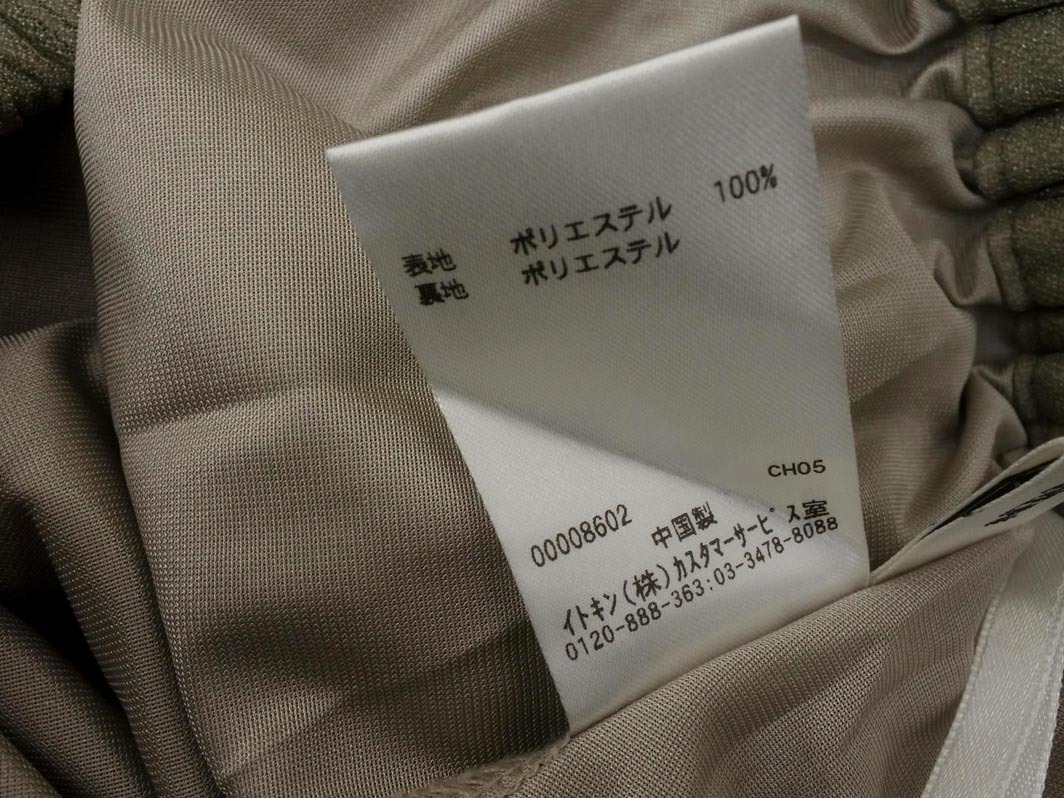 表地 ポリエステル 100%
裏地 ポリエステル
CH05
00008602 中国製
イトキン(株)カスタマーサービス室
0120-888-363:03-3478-8088